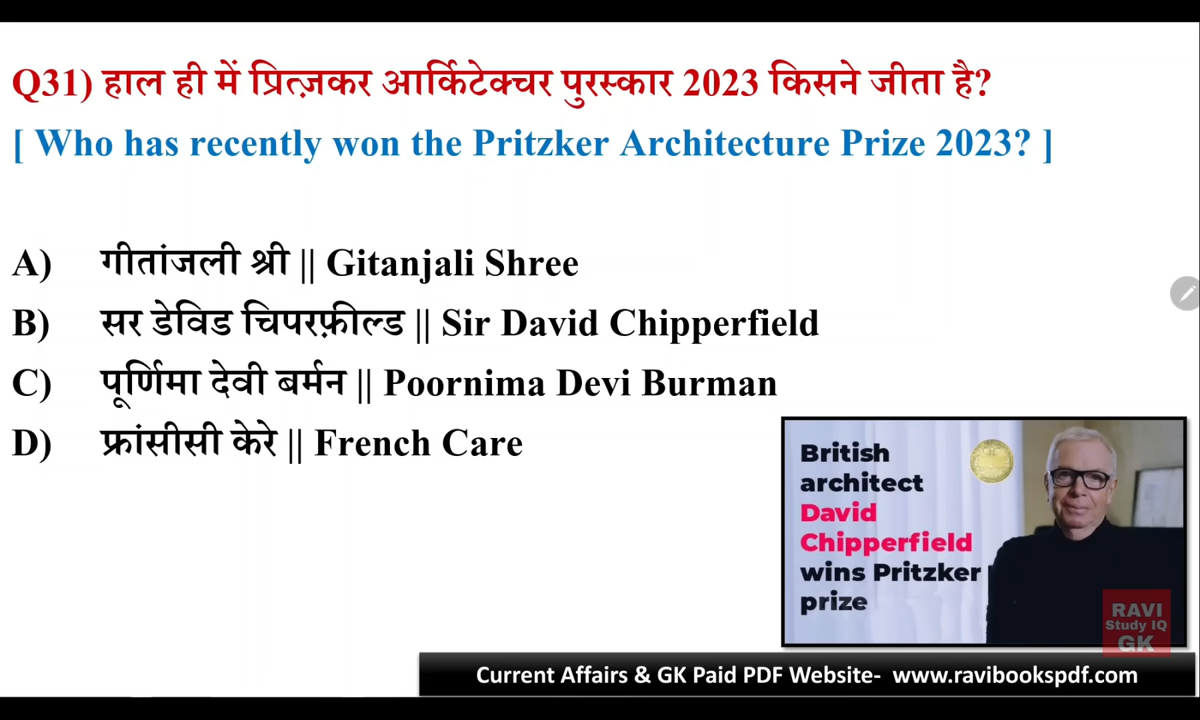 Q31) हाल ही में प्रित्ज़कर आर्किटेक्चर पुरस्कार 2023 किसने जीता है?
[ Who has recently won the Pritzker Architecture Prize 2023? ]
A) गीतांजली श्री || Gitanjali Shree
B) सर डेविड चिपरफ़ील्ड || Sir David Chipperfield
C) पूर्णिमा देवी बर्मन || Poornima Devi Burman
D) फ्रांसीसी केरे || French Care
British
architect
David
Chipperfield
wins Pritzker
prize
RAVI
Study IQ
GK
Current Affairs & GK Paid PDF Website- www.ravibookspdf.com